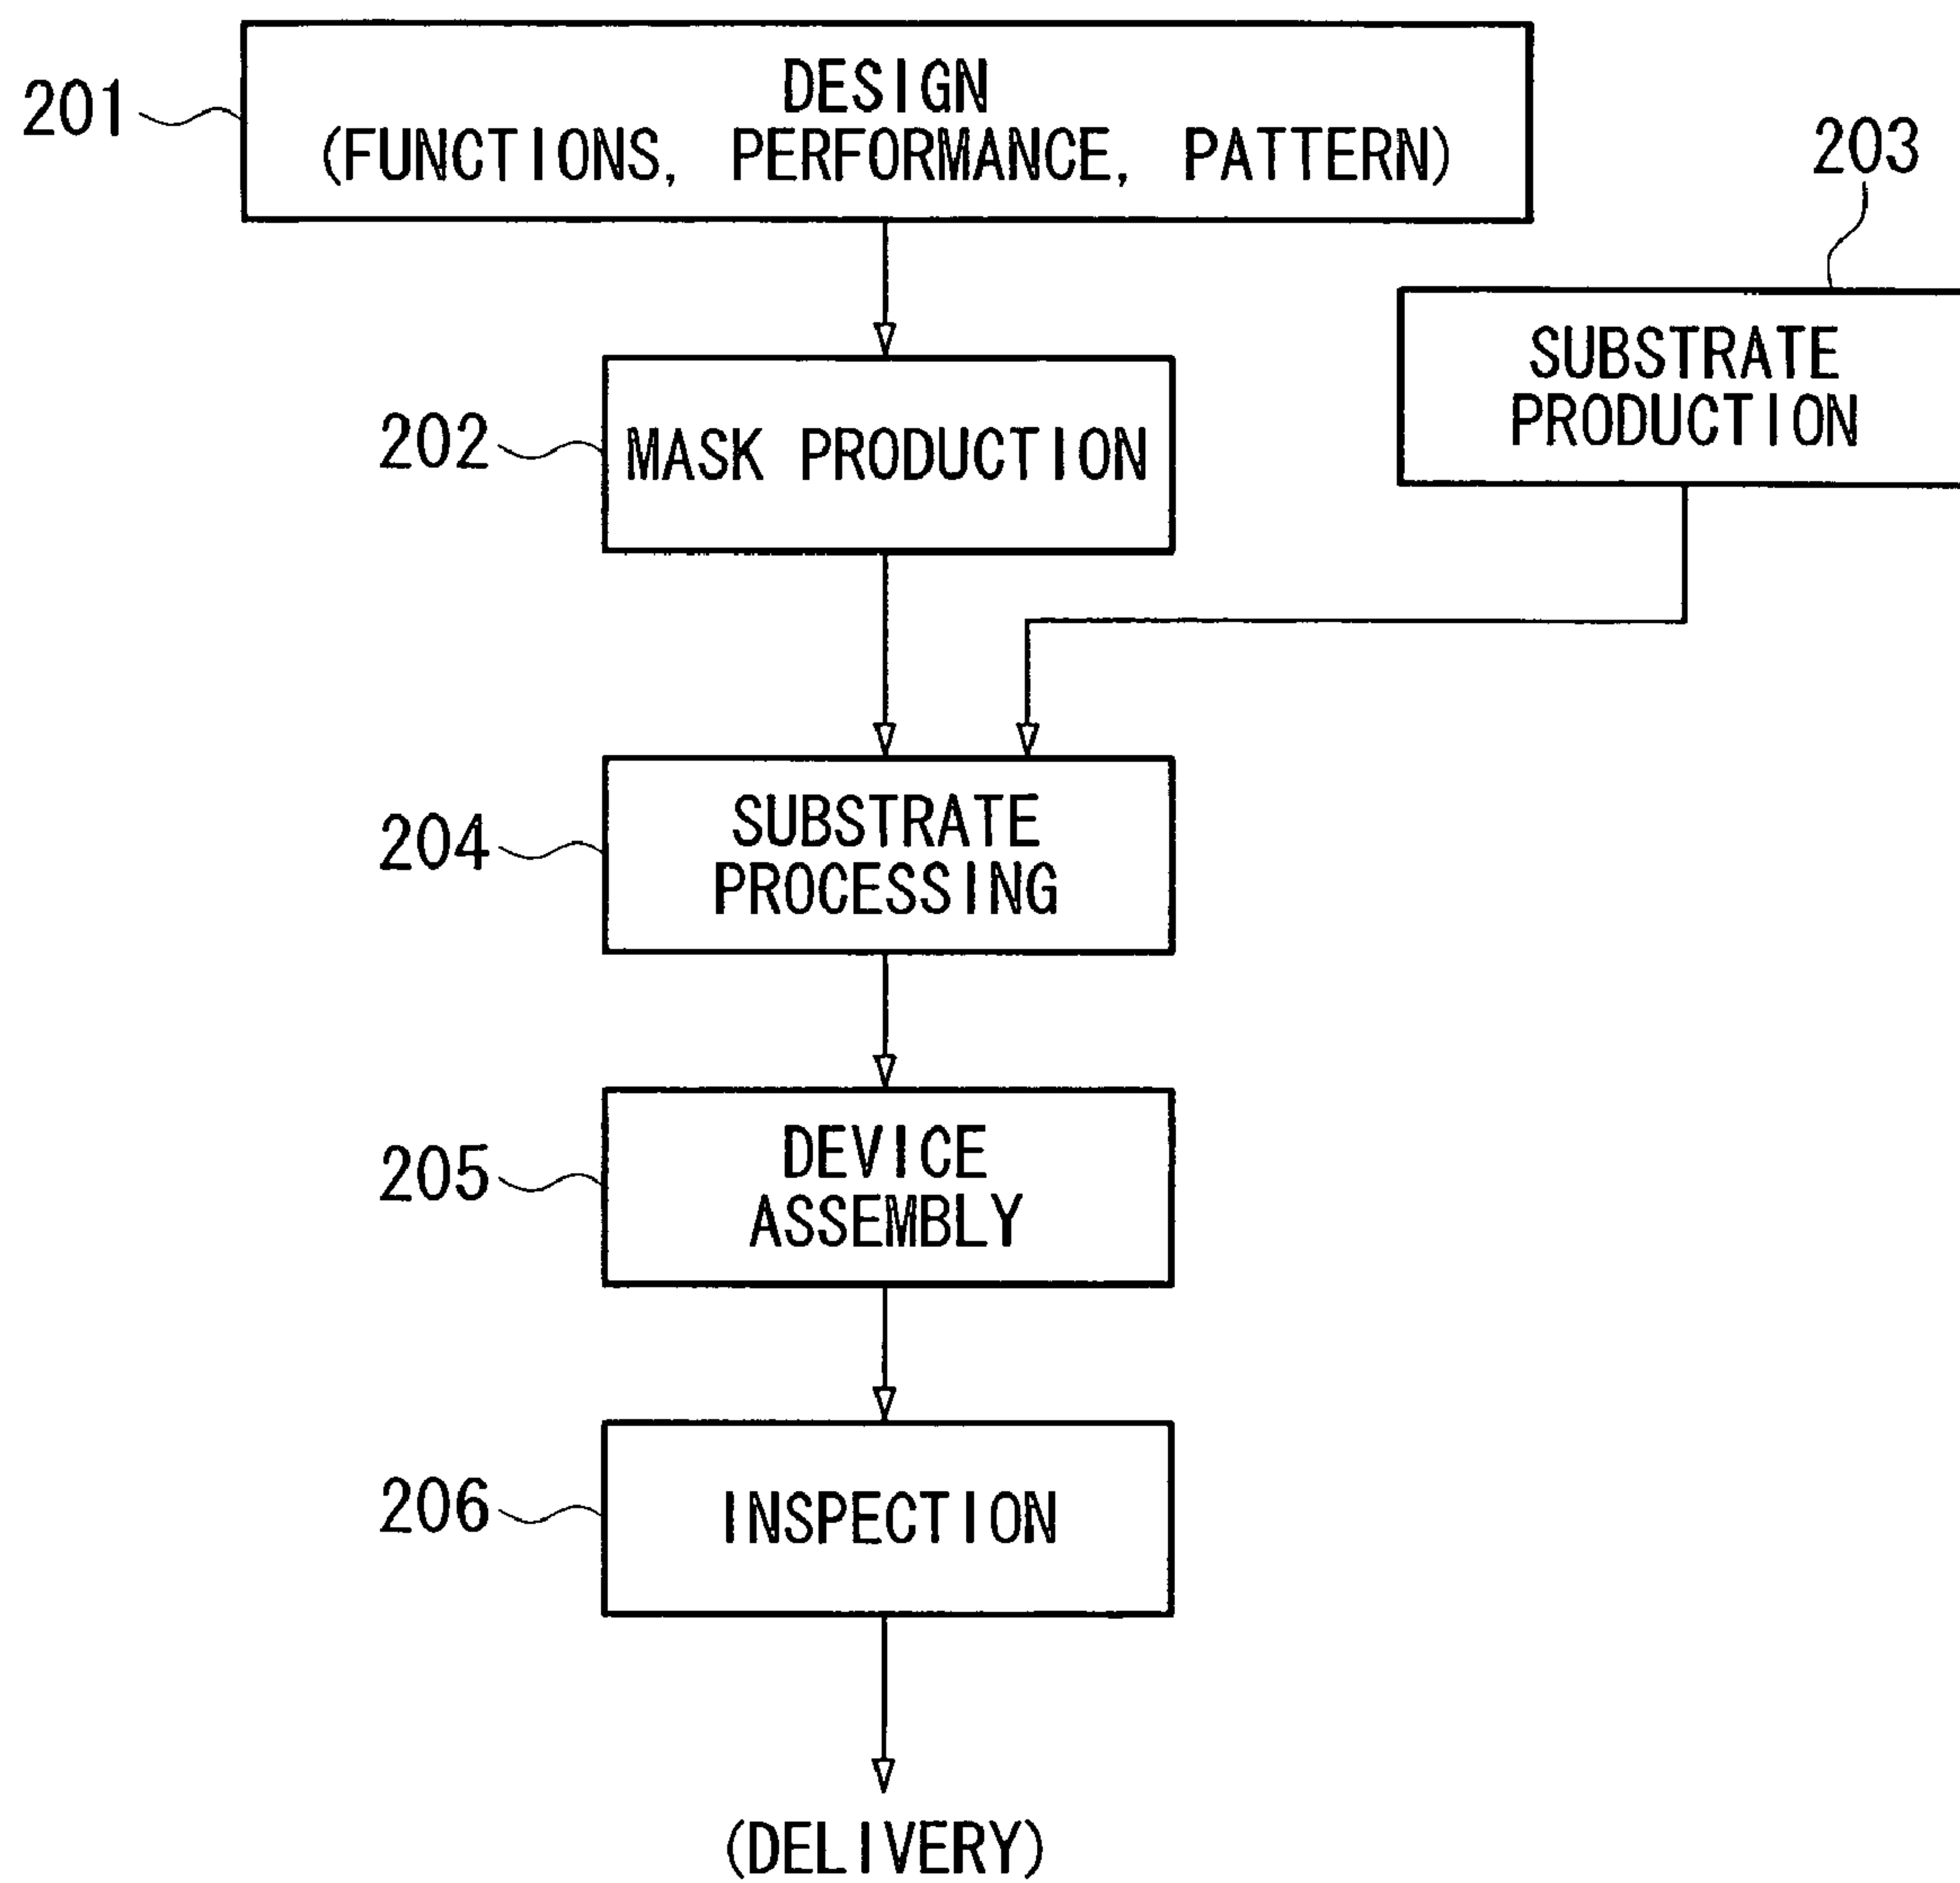 201
DESIGN
(FUNCTIONS, PERFORMANCE, PATTERN)
203
SUBSTRATE
PRODUCTION
202
MASK PRODUCTION
204
SUBSTRATE
PROCESSING
205
DEVICE
ASSEMBLY
206
INSPECTION
(DELIVERY)